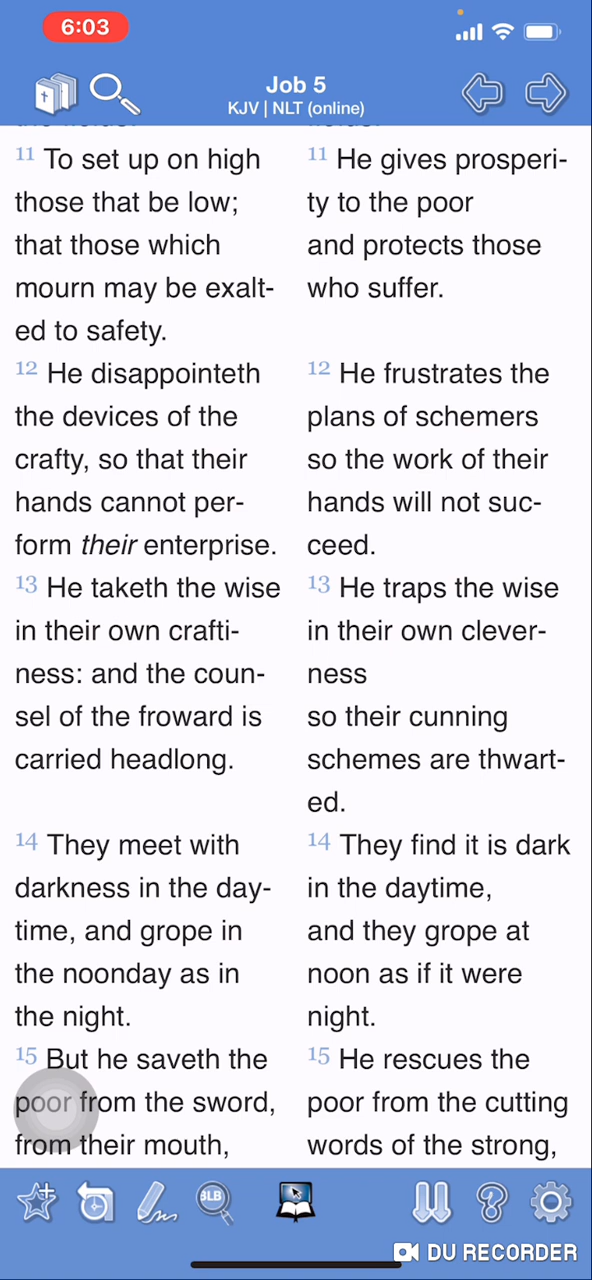 6:03
Job 5
KJV | NLT (online)
11 To set up on high
those that be low;
that those which
mourn may be exalt-
ed to safety.
12 He disappointeth
the devices of the
crafty, so that their
hands cannot per-
form their enterprise.
13 He taketh the wise
in their own crafti-
ness: and the coun-
sel of the froward is
carried headlong.
14 They meet with
darkness in the day-
time, and grope in
the noonday as in
the night.
15 But he saveth the
poor from the sword,
from their mouth,
11 He gives prosperi-
ty to the poor
and protects those
who suffer.
12 He frustrates the
plans of schemers
so the work of their
hands will not suc-
ceed.
13 He traps the wise
in their own clever-
ness
so their cunning
schemes are thwart-
ed.
14 They find it is dark
in the daytime,
and they grope at
noon as if it were
night.
15 He rescues the
poor from the cutting
words of the strong,
BLB
DU RECORDER